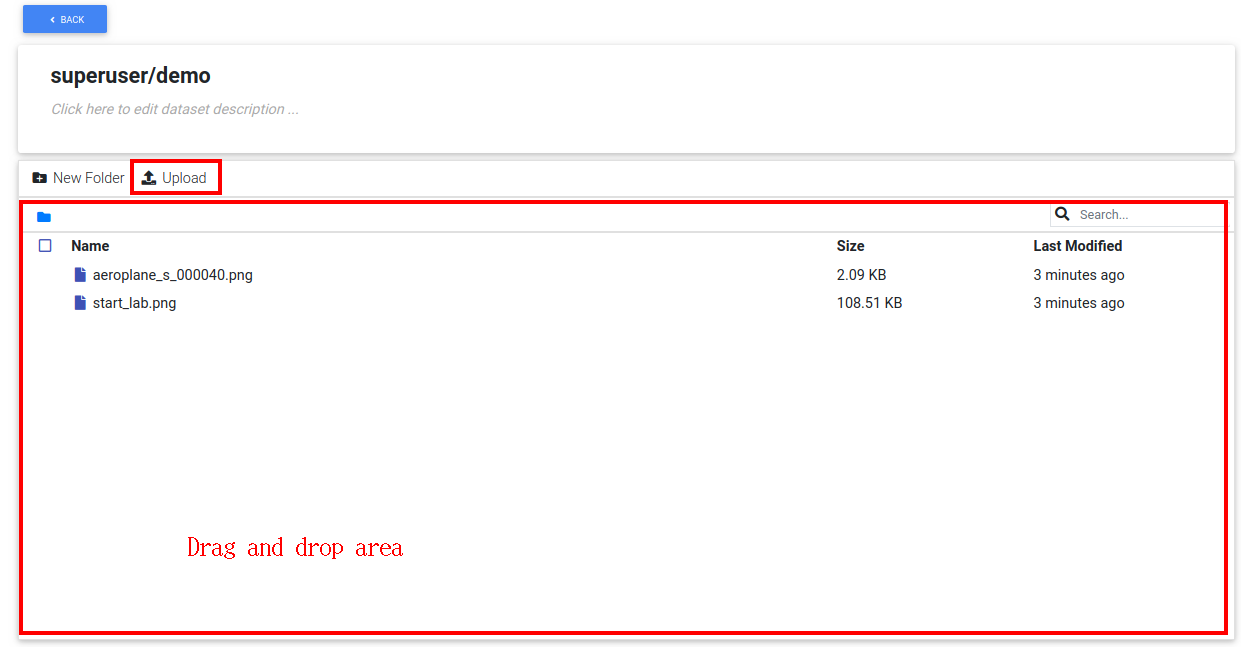 BACK
superuser/demo
Click here to edit dataset description ...
New Folder Upload
Search...
Name Size Last Modified
aeroplane_s_000040.png 2.09 KB 3 minutes ago
start_lab.png 108.51 KB 3 minutes ago
Drag and drop area